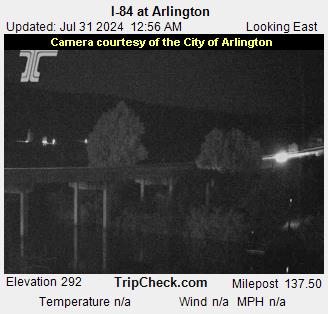 I-84 at Arlington
Updated: Jul 31 2024 12:56 AM Looking East
Camera courtesy of the City of Arlington
Elevation 292 TripCheck.com Milepost 137.50
Temperature n/a Wind n/a MPH n/a